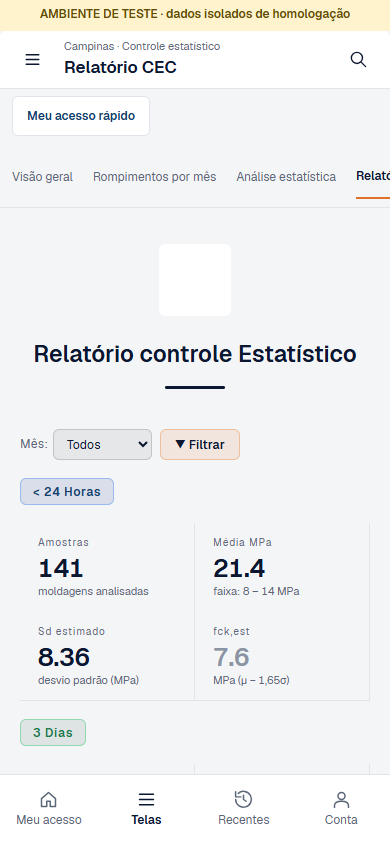 AMBIENTE DE TESTE · dados isolados de homologação
Campinas · Controle estatístico
Relatório CEC
Meu acesso rápido
Visão geral Rompimentos por mês Análise estatística Relató
Relatório controle Estatístico
Mês: Todos ▼ Filtrar
< 24 Horas
Amostras Média MPa
141 21.4
moldagens analisadas faixa: 8 – 14 MPa
Sd estimado fck,est
8.36 7.6
desvio padrão (MPa) MPa (μ – 1,65σ)
3 Dias
Meu acesso Telas Recentes Conta